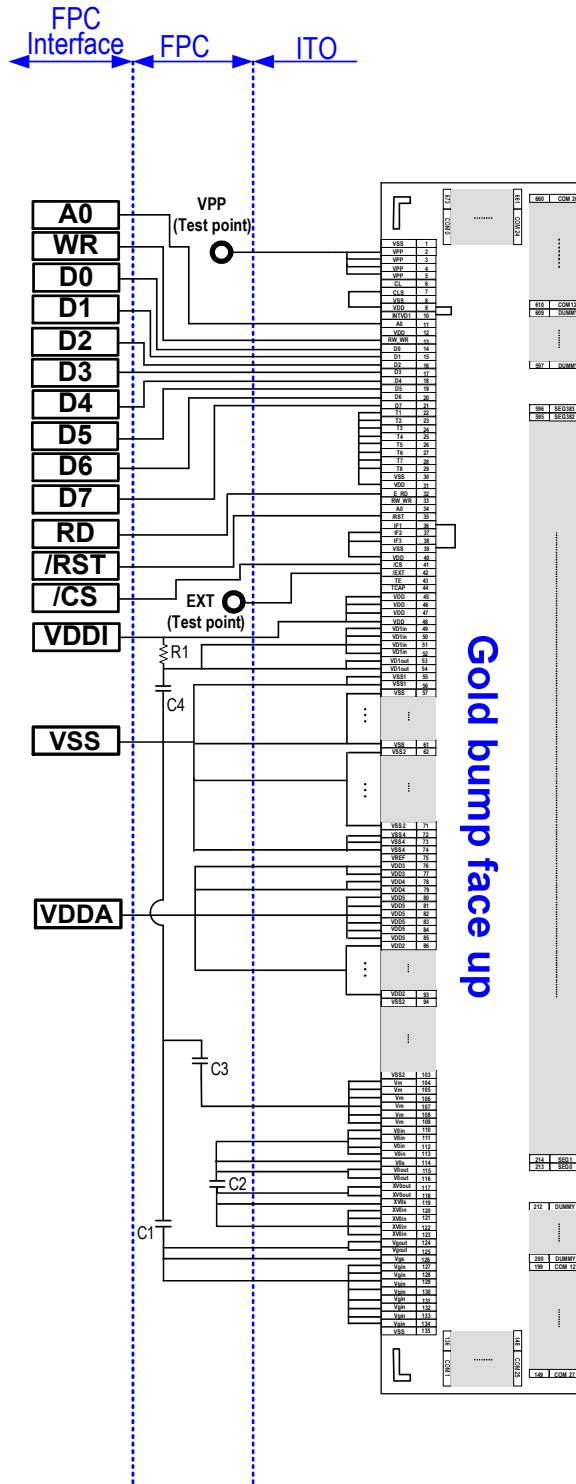 FPC
Interface
FPC
ITO
A0
WR
D0
D1
D2
D3
D4
D5
D6
D7
RD
/RST
/CS
VDDI
VSS
VDDA
VPP
(Test point)
EXT
(Test point)
R1
C4
C3
C2
C1
673 COM 0
661 COM 24
VSS 1
VPP 2
VPP 3
VPP 4
VPP 5
CL 6
CLS 7
VSS 8
VDD 9
INTVD1 10
A0 11
VDD 12
RW_WR 13
D0 14
D1 15
D2 16
D3 17
D4 18
D5 19
D6 20
D7 21
T1 22
T2 23
T3 24
T4 25
T5 26
T6 27
T7 28
T8 29
VSS 30
VDD 31
E_RD 32
RW_WR 33
A0 34
/RST 35
IF1 36
IF2 37
IF3 38
VSS 39
VDD 40
/CS 41
/EXT 42
TE 43
TCAP 44
VDD 45
VDD 46
VDD 47
VDD 48
VD1in 49
VD1in 50
VD1in 51
VD1in 52
VD1out 53
VD1out 54
VSS1 55
VSS1 56
VSS 57
VSS 61
VSS2 62
VSS2 71
VSS4 72
VSS4 73
VSS4 74
VREF 75
VDD3 76
VDD3 77
VDD4 78
VDD4 79
VDD5 80
VDD5 81
VDD5 82
VDD5 83
VDD5 84
VDD5 85
VDD2 86
VDD2 93
VSS2 94
VSS2 103
Vm 104
Vm 105
Vm 106
Vm 107
Vm 108
Vm 109
V0in 110
V0in 111
V0in 112
V0in 113
V0s 114
V0out 115
V0out 116
XV0out 117
XV0out 118
XV0s 119
XV0in 120
XV0in 121
XV0in 122
XV0in 123
Vgout 124
Vgout 125
Vgs 126
Vgin 127
Vgin 128
Vgin 129
Vgin 130
Vgin 131
Vgin 132
Vgin 133
Vgin 134
VSS 135
136 COM 1
148 COM 25
Gold bump face up
660 COM 26
610
609 DUMMY
597 DUMMY
596 SEG383
595 SEG382
214 SEG1
213 SEG0
212 DUMMY
200 DUMMY
199
149 COM 27